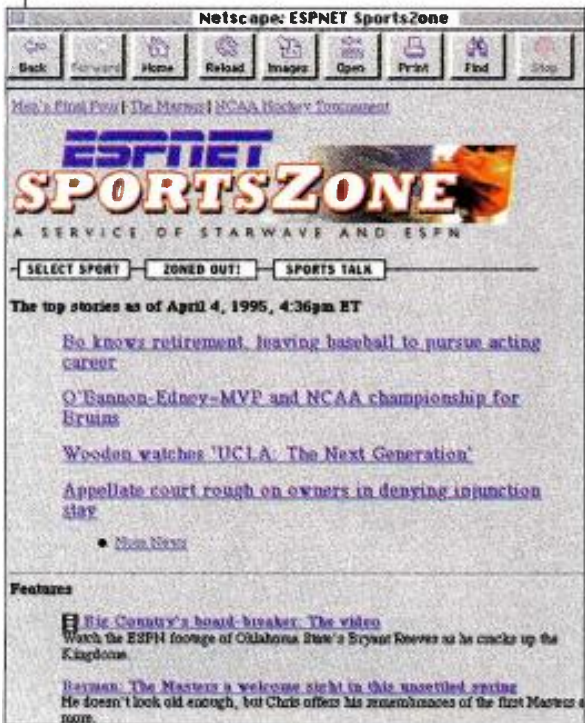 Netscape: ESPNET SportsZone
Back Forward Home Reload Images Open Print Find Stop
Men's Final Four | The Masters | NCAA Hockey Tournament
ESPNET
SPORTSZONE
A SERVICE OF STARWAVE AND ESPN
SELECT SPORT ZONED OUT! SPORTS TALK
The top stories as of April 4, 1995, 4:36pm ET
Bo knows retirement, leaving baseball to pursue acting
career
O'Bannon-Edney=MVP and NCAA championship for
Bruins
Wooden watches 'UCLA: The Next Generation'
Appellate court rough on owners in denying injunction
stay
• More News
Features
Big Country's board-breaker: The video
Watch the ESPN footage of Oklahoma State's Bryant Reeves as he cracks up the
Kingdome.
Berman: The Masters a welcome sight in this unsettled spring
He doesn't look old enough, but Chris offers his remembrances of the first Masters
more.